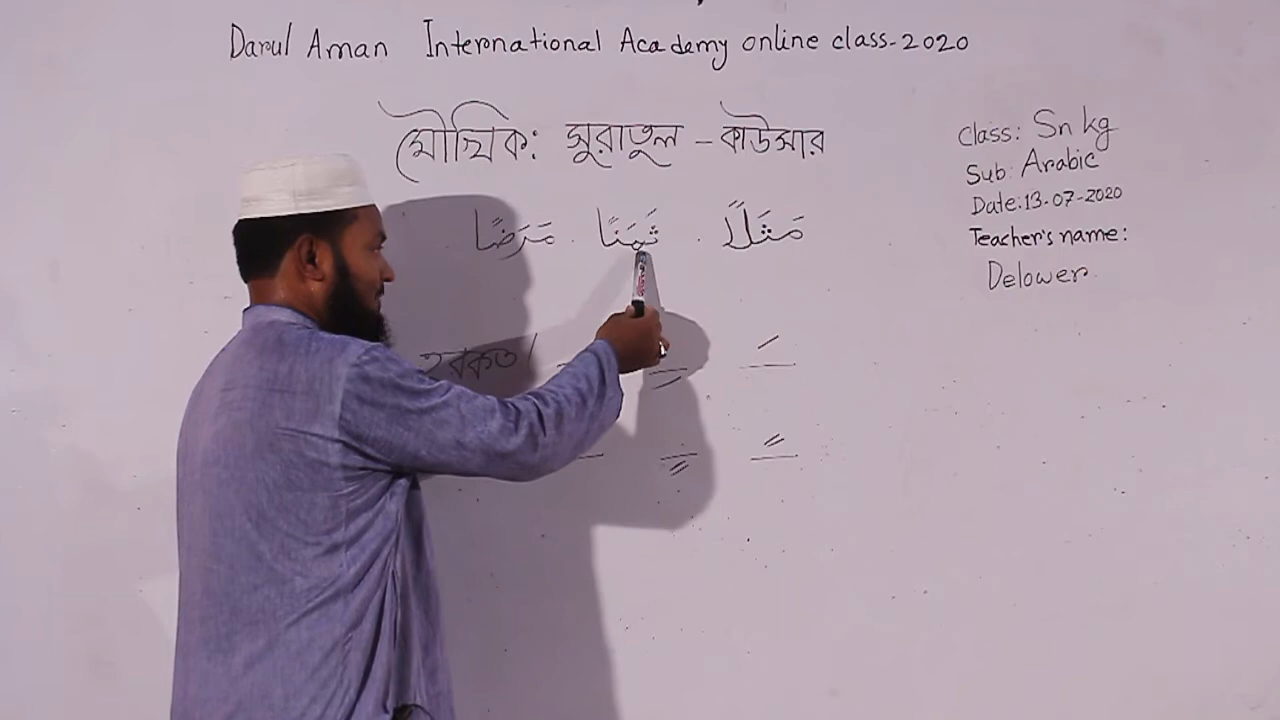 Darul Aman International Academy online class-2020
মৌখিক: সুরাতুল – কাউসার
Class: Sn kg
Sub: Arabic
Date: 13-07-2020
Teacher's name:
Delower
مَثَلًا . ثَمَنًا . مَرَضًا
হরকত